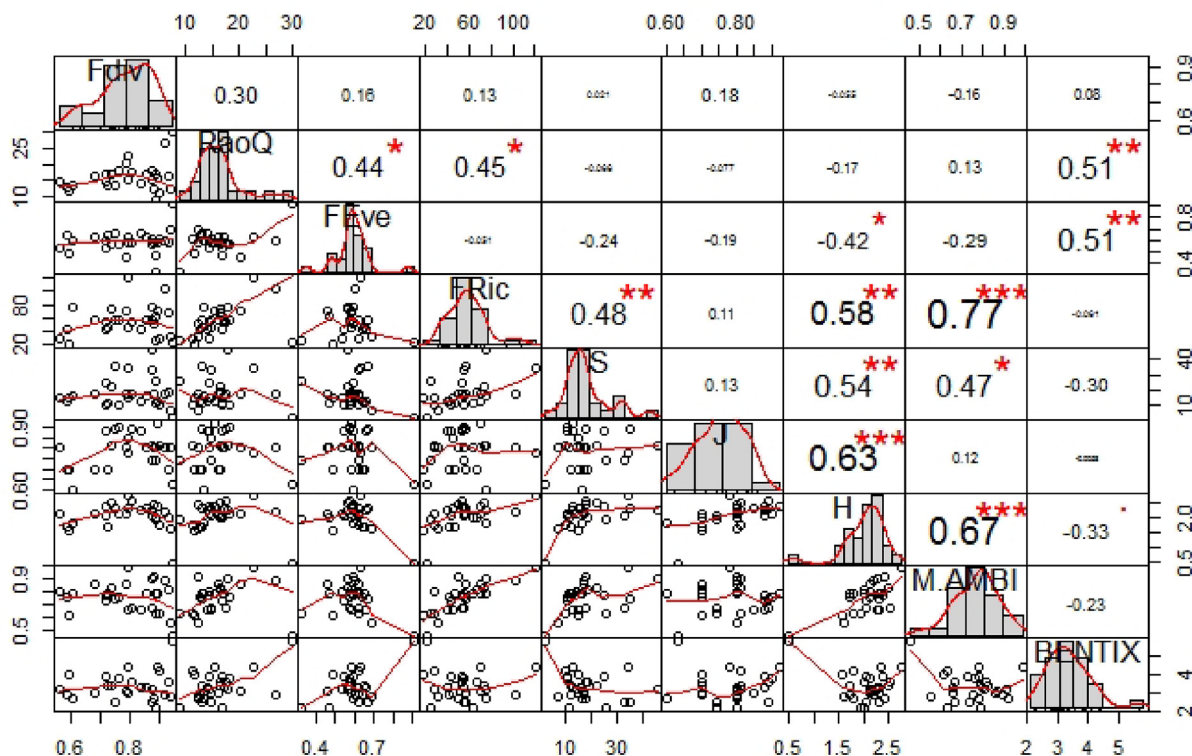 10 20 30 20 60 100 0.60 0.80 0.5 0.7 0.9
Fdiv 0.30 0.16 0.13 0.18 -0.16 0.08 0.6 0.9
10 25 RaoQ 0.44 * 0.45 * -0.077 -0.17 0.13 0.51 **
FEve -0.24 -0.19 -0.42 * -0.29 0.51 ** 0.4 0.8
20 80 FRic 0.48 ** 0.11 0.58 ** 0.77 ***
S 0.13 0.54 ** 0.47 * -0.30 10 40
0.60 0.90 J 0.63 *** 0.12
H 0.67 *** -0.33 . 0.5 2.0
0.5 0.9 M.AMBI -0.23
BENTIX 2 4
0.6 0.8 0.4 0.7 10 30 0.5 1.5 2.5 2 3 4 5